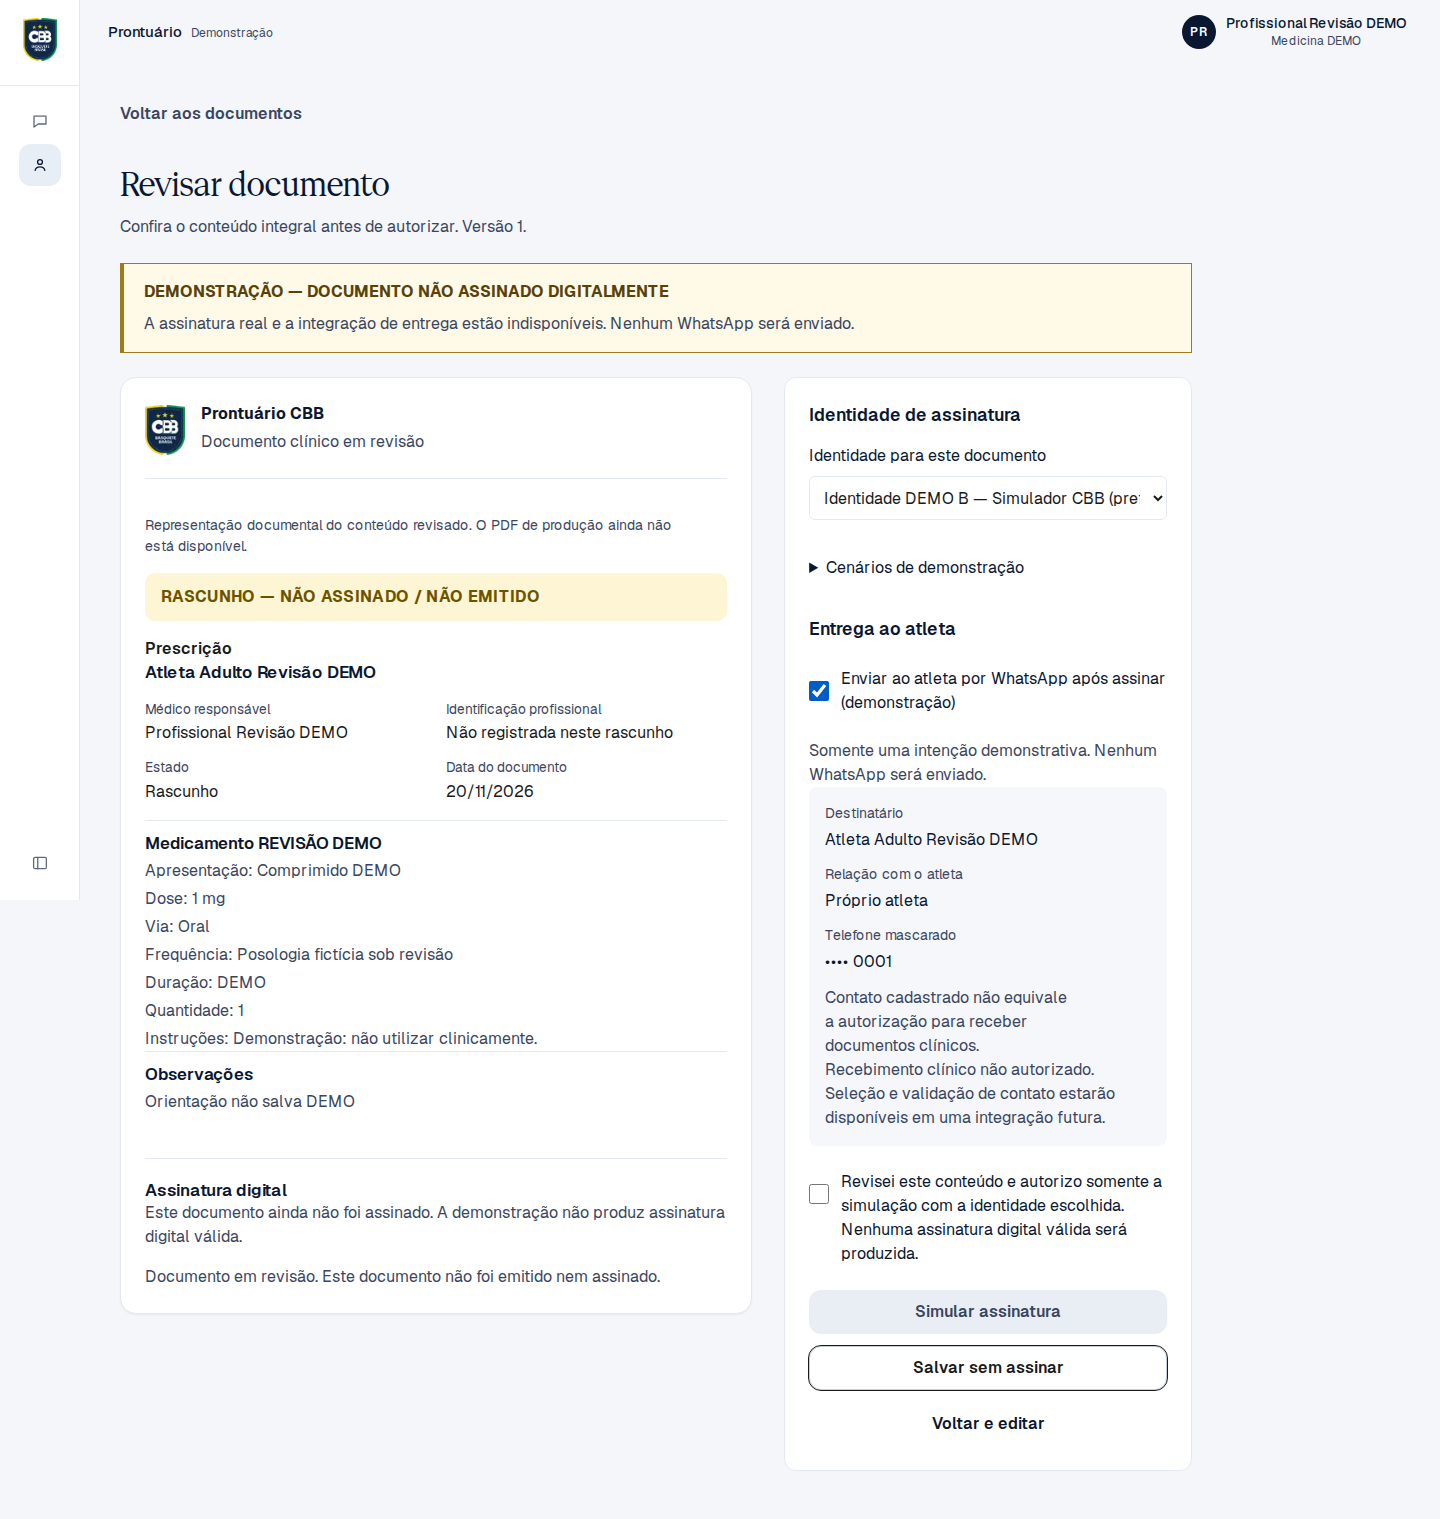 CBB
BASQUETE
BRASIL
Prontuário Demonstração
PR
Profissional Revisão DEMO
Medicina DEMO
Voltar aos documentos
Revisar documento
Confira o conteúdo integral antes de autorizar. Versão 1.
DEMONSTRAÇÃO — DOCUMENTO NÃO ASSINADO DIGITALMENTE
A assinatura real e a integração de entrega estão indisponíveis. Nenhum WhatsApp será enviado.
CBB
BASQUETE
BRASIL
Prontuário CBB
Documento clínico em revisão
Representação documental do conteúdo revisado. O PDF de produção ainda não
está disponível.
RASCUNHO — NÃO ASSINADO / NÃO EMITIDO
Prescrição
Atleta Adulto Revisão DEMO
Médico responsável
Profissional Revisão DEMO
Identificação profissional
Não registrada neste rascunho
Estado
Rascunho
Data do documento
20/11/2026
Medicamento REVISÃO DEMO
Apresentação: Comprimido DEMO
Dose: 1 mg
Via: Oral
Frequência: Posologia fictícia sob revisão
Duração: DEMO
Quantidade: 1
Instruções: Demonstração: não utilizar clinicamente.
Observações
Orientação não salva DEMO
Assinatura digital
Este documento ainda não foi assinado. A demonstração não produz assinatura
digital válida.
Documento em revisão. Este documento não foi emitido nem assinado.
Identidade de assinatura
Identidade para este documento
Identidade DEMO B — Simulador CBB (pre
Cenários de demonstração
Entrega ao atleta
Enviar ao atleta por WhatsApp após assinar
(demonstração)
Somente uma intenção demonstrativa. Nenhum
WhatsApp será enviado.
Destinatário
Atleta Adulto Revisão DEMO
Relação com o atleta
Próprio atleta
Telefone mascarado
•••• 0001
Contato cadastrado não equivale
a autorização para receber
documentos clínicos.
Recebimento clínico não autorizado.
Seleção e validação de contato estarão
disponíveis em uma integração futura.
Revisei este conteúdo e autorizo somente a
simulação com a identidade escolhida.
Nenhuma assinatura digital válida será
produzida.
Simular assinatura
Salvar sem assinar
Voltar e editar